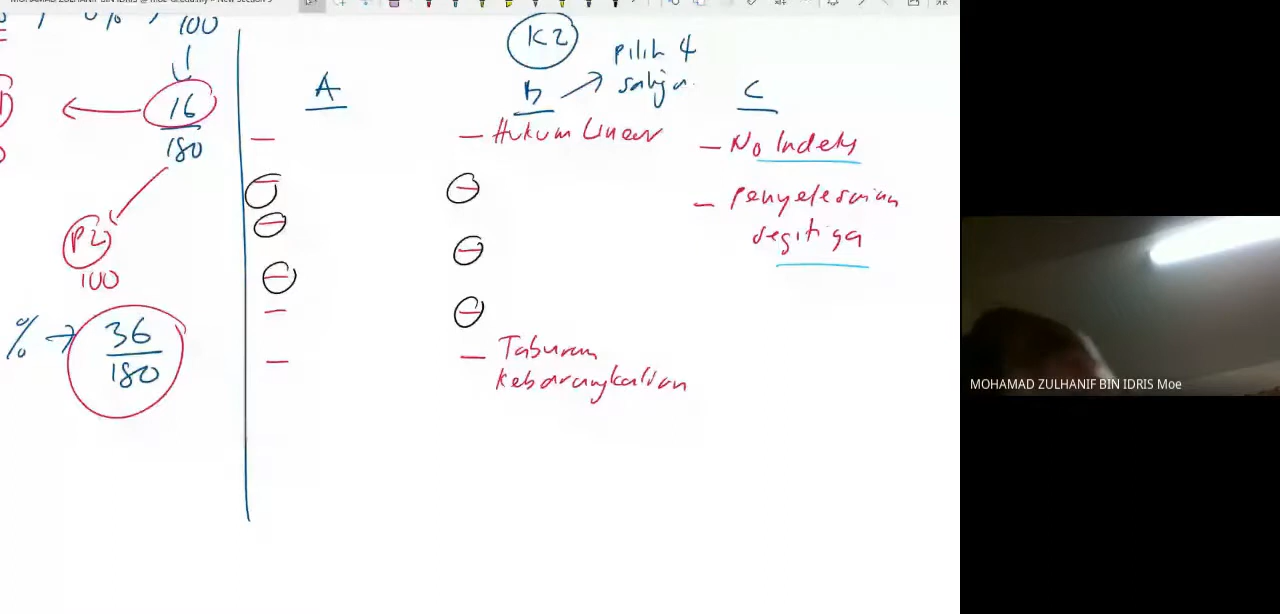 100
16
180
P2
100
% → 36
180
K2
pilih 4
sahja.
A
B
C
- Hukum Linear
- Taburan
kebarangkalian
- No Indeks
- Penyelesaian
segitiga
MOHAMAD ZULHANIF BIN IDRIS Moe